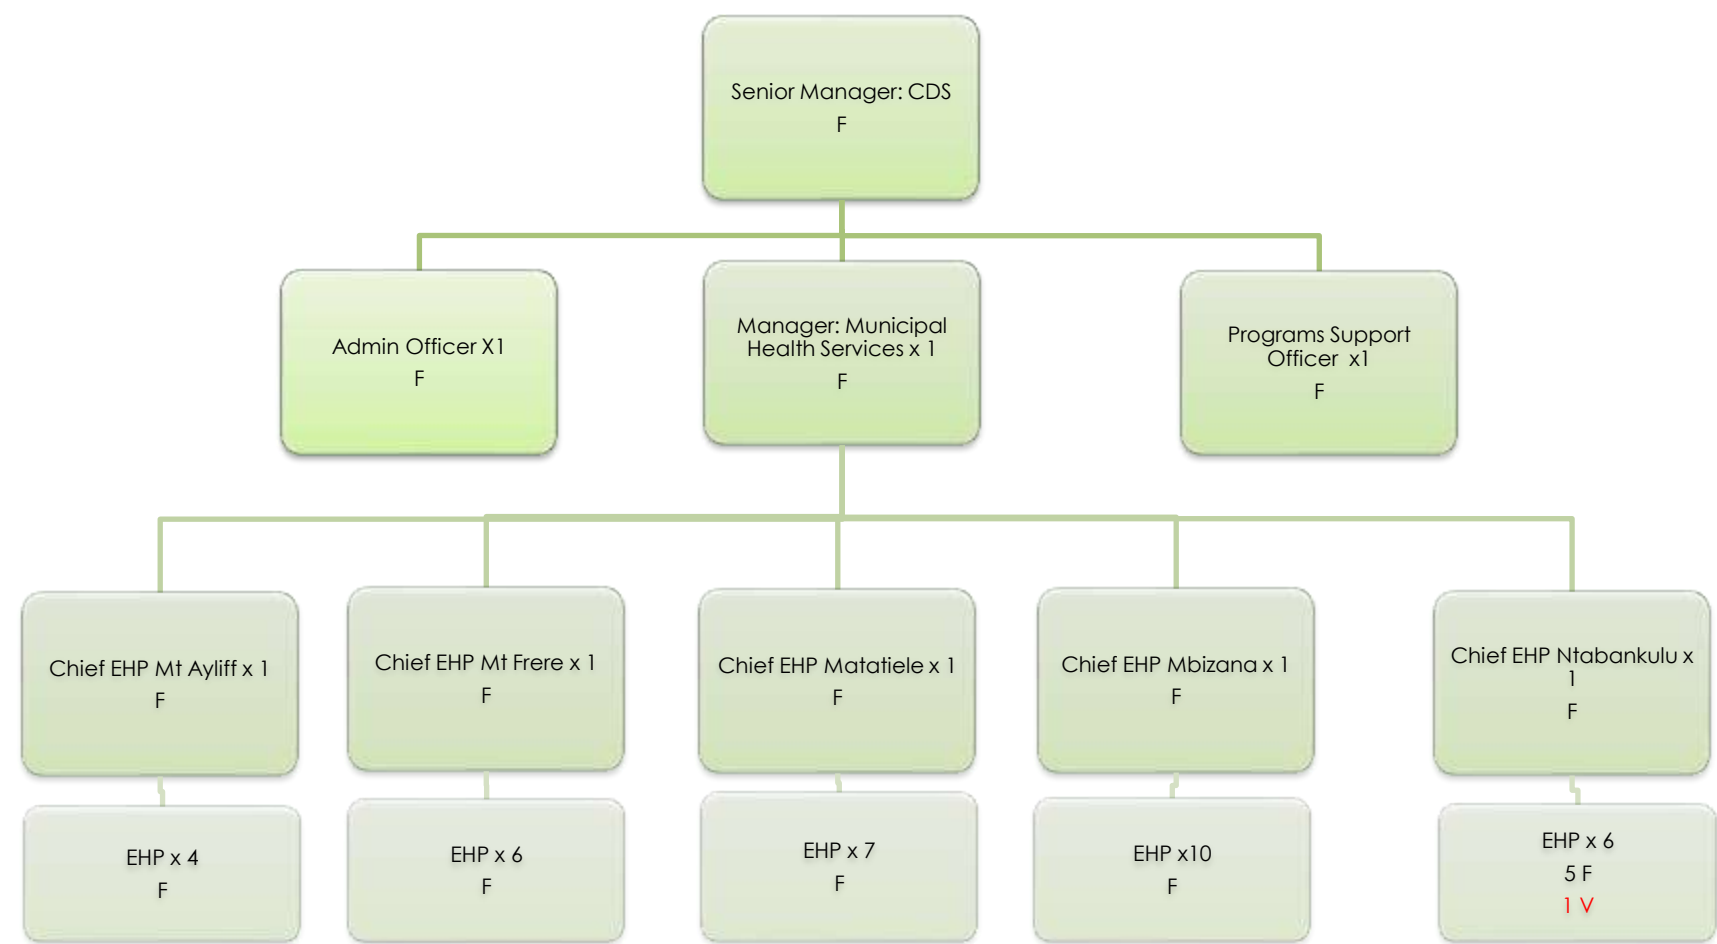 Senior Manager: CDS
F
Admin Officer X1
F
Manager: Municipal
Health Services x 1
F
Programs Support
Officer x1
F
Chief EHP Mt Ayliff x 1
F
Chief EHP Mt Frere x 1
F
Chief EHP Matatiele x 1
F
Chief EHP Mbizana x 1
F
Chief EHP Ntabankulu x
1
F
EHP x 4
F
EHP x 6
F
EHP x 7
F
EHP x10
F
EHP x 6
5 F
1 V